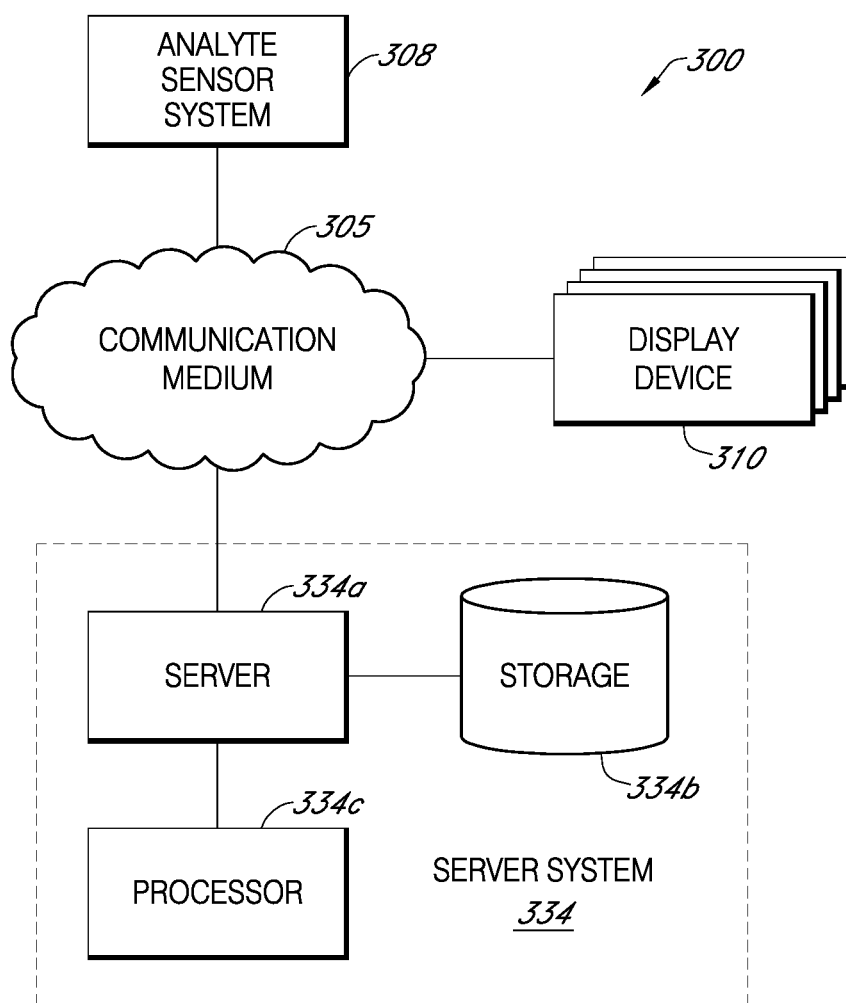 ANALYTE
SENSOR
SYSTEM
308
300
305
COMMUNICATION
MEDIUM
DISPLAY
DEVICE
310
334a
SERVER
STORAGE
334b
334c
PROCESSOR
SERVER SYSTEM
334